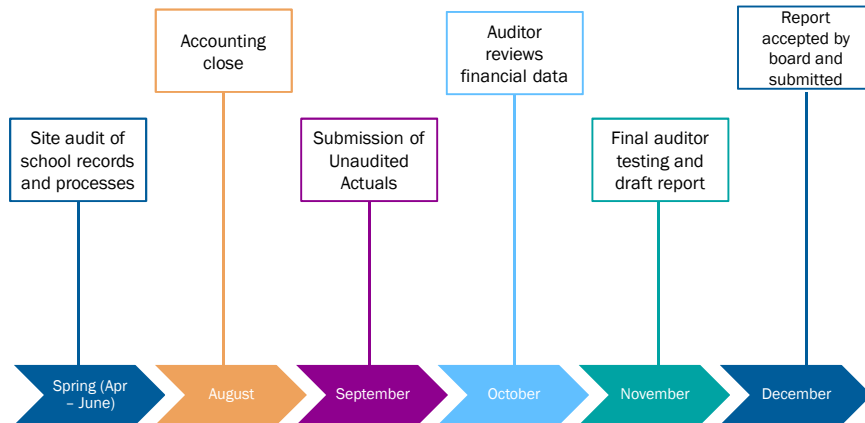 Site audit of
school records
and processes
Accounting
close
Submission of
Unaudited
Actuals
Auditor
reviews
financial data
Final auditor
testing and
draft report
Report
accepted by
board and
submitted
Spring (Apr
– June)
August
September
October
November
December